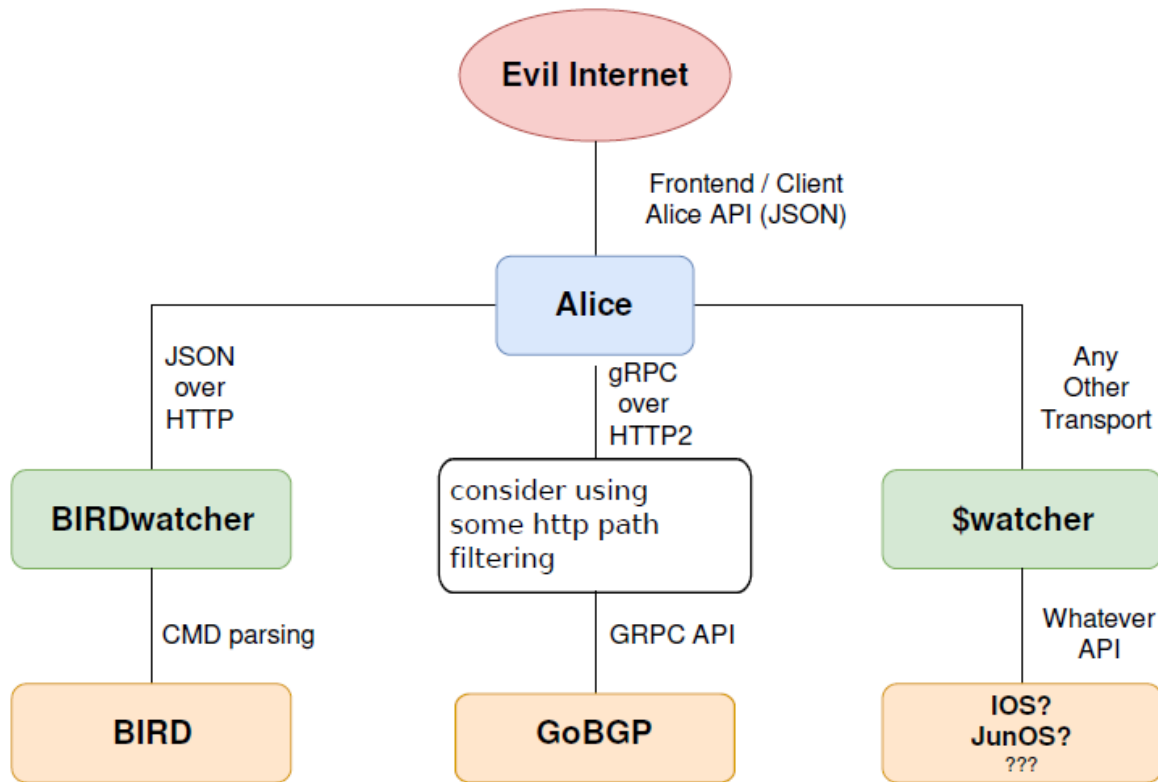 Evil Internet
Frontend / Client
Alice API (JSON)
Alice
JSON
over
HTTP
gRPC
over
HTTP2
Any
Other
Transport
BIRDwatcher
consider using
some http path
filtering
$watcher
CMD parsing
GRPC API
Whatever
API
BIRD
GoBGP
IOS?
JunOS?
???